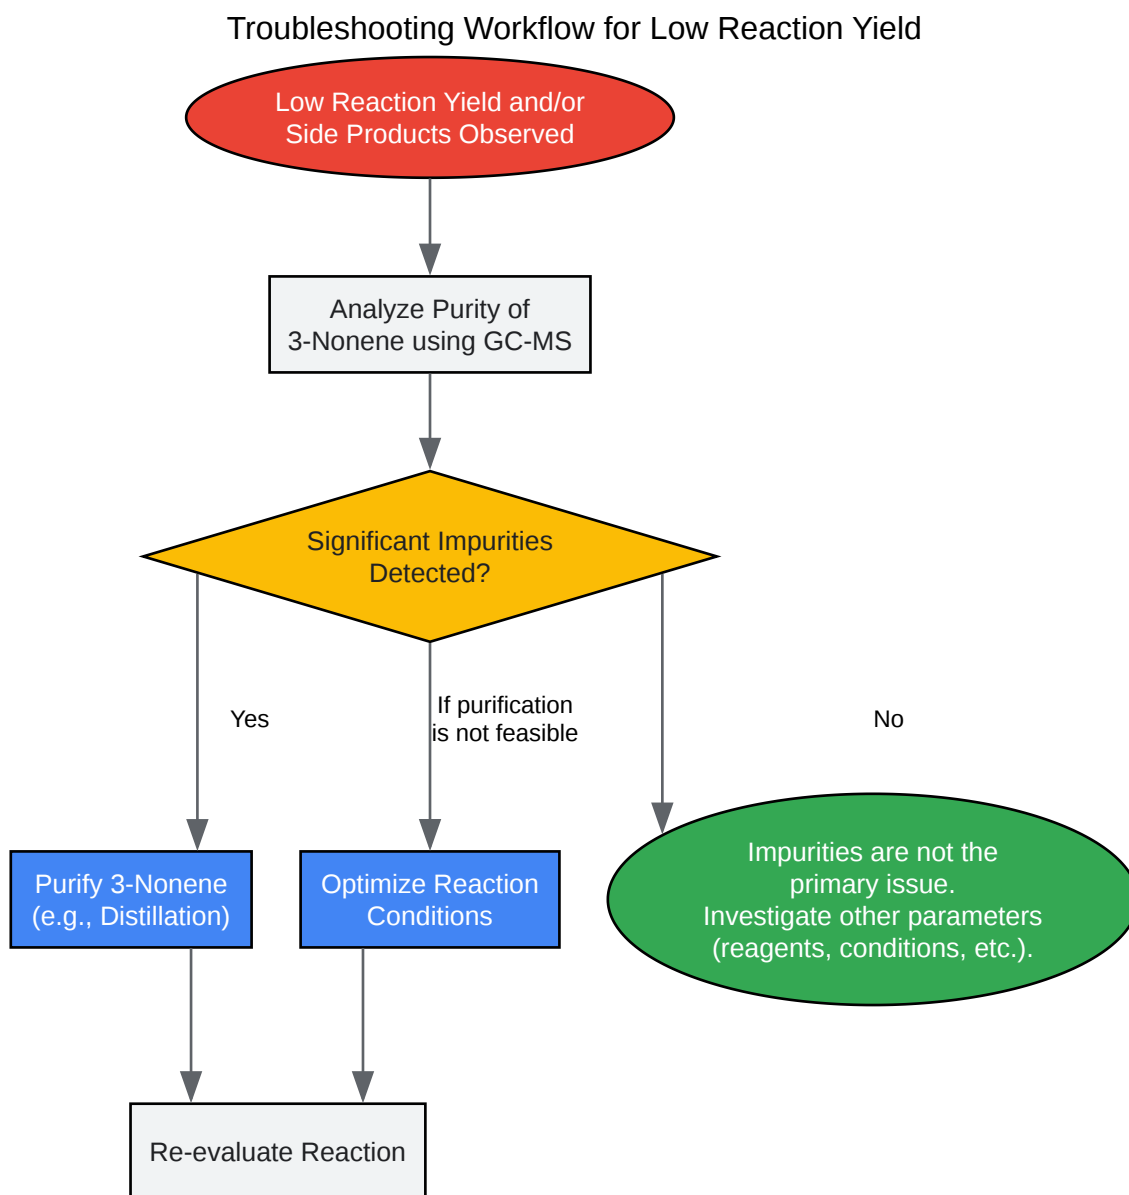 Troubleshooting Workflow for Low Reaction Yield
Low Reaction Yield and/or
Side Products Observed
Analyze Purity of
3-Nonene using GC-MS
Significant Impurities
Detected?
Yes
If purification
is not feasible
No
Purify 3-Nonene
(e.g., Distillation)
Optimize Reaction
Conditions
Impurities are not the
primary issue.
Investigate other parameters
(reagents, conditions, etc.).
Re-evaluate Reaction